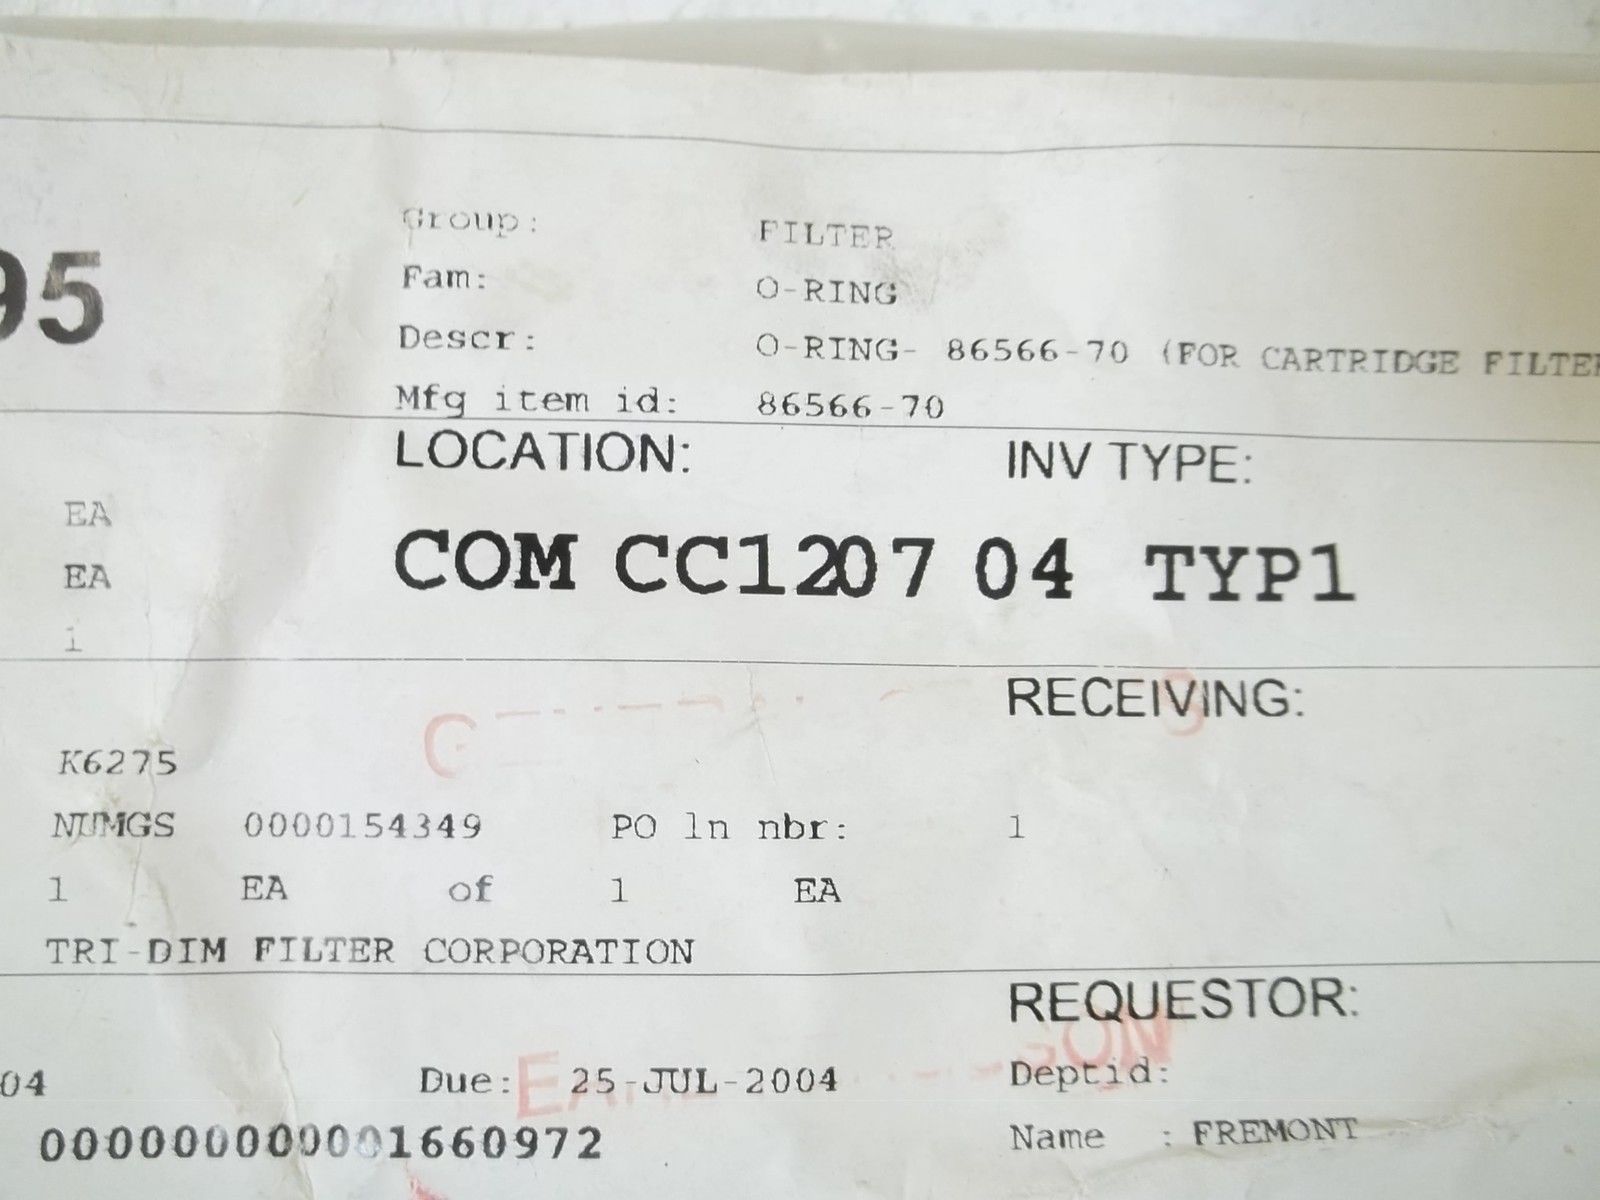 Group: FILTER
95
Fam: O-RING
Descr: O-RING- 86566-70 (FOR CARTRIDGE FILTER
Mfg item id: 86566-70
LOCATION: INV TYPE:
EA
COM CC1207 04 TYP1
EA
1
RECEIVING:
K6275
NUMGS 0000154349 PO ln nbr: 1
1 EA of 1 EA
TRI-DIM FILTER CORPORATION
REQUESTOR:
04 Due: 25-JUL-2004 Deptid:
0000000000001660972 Name : FREMONT